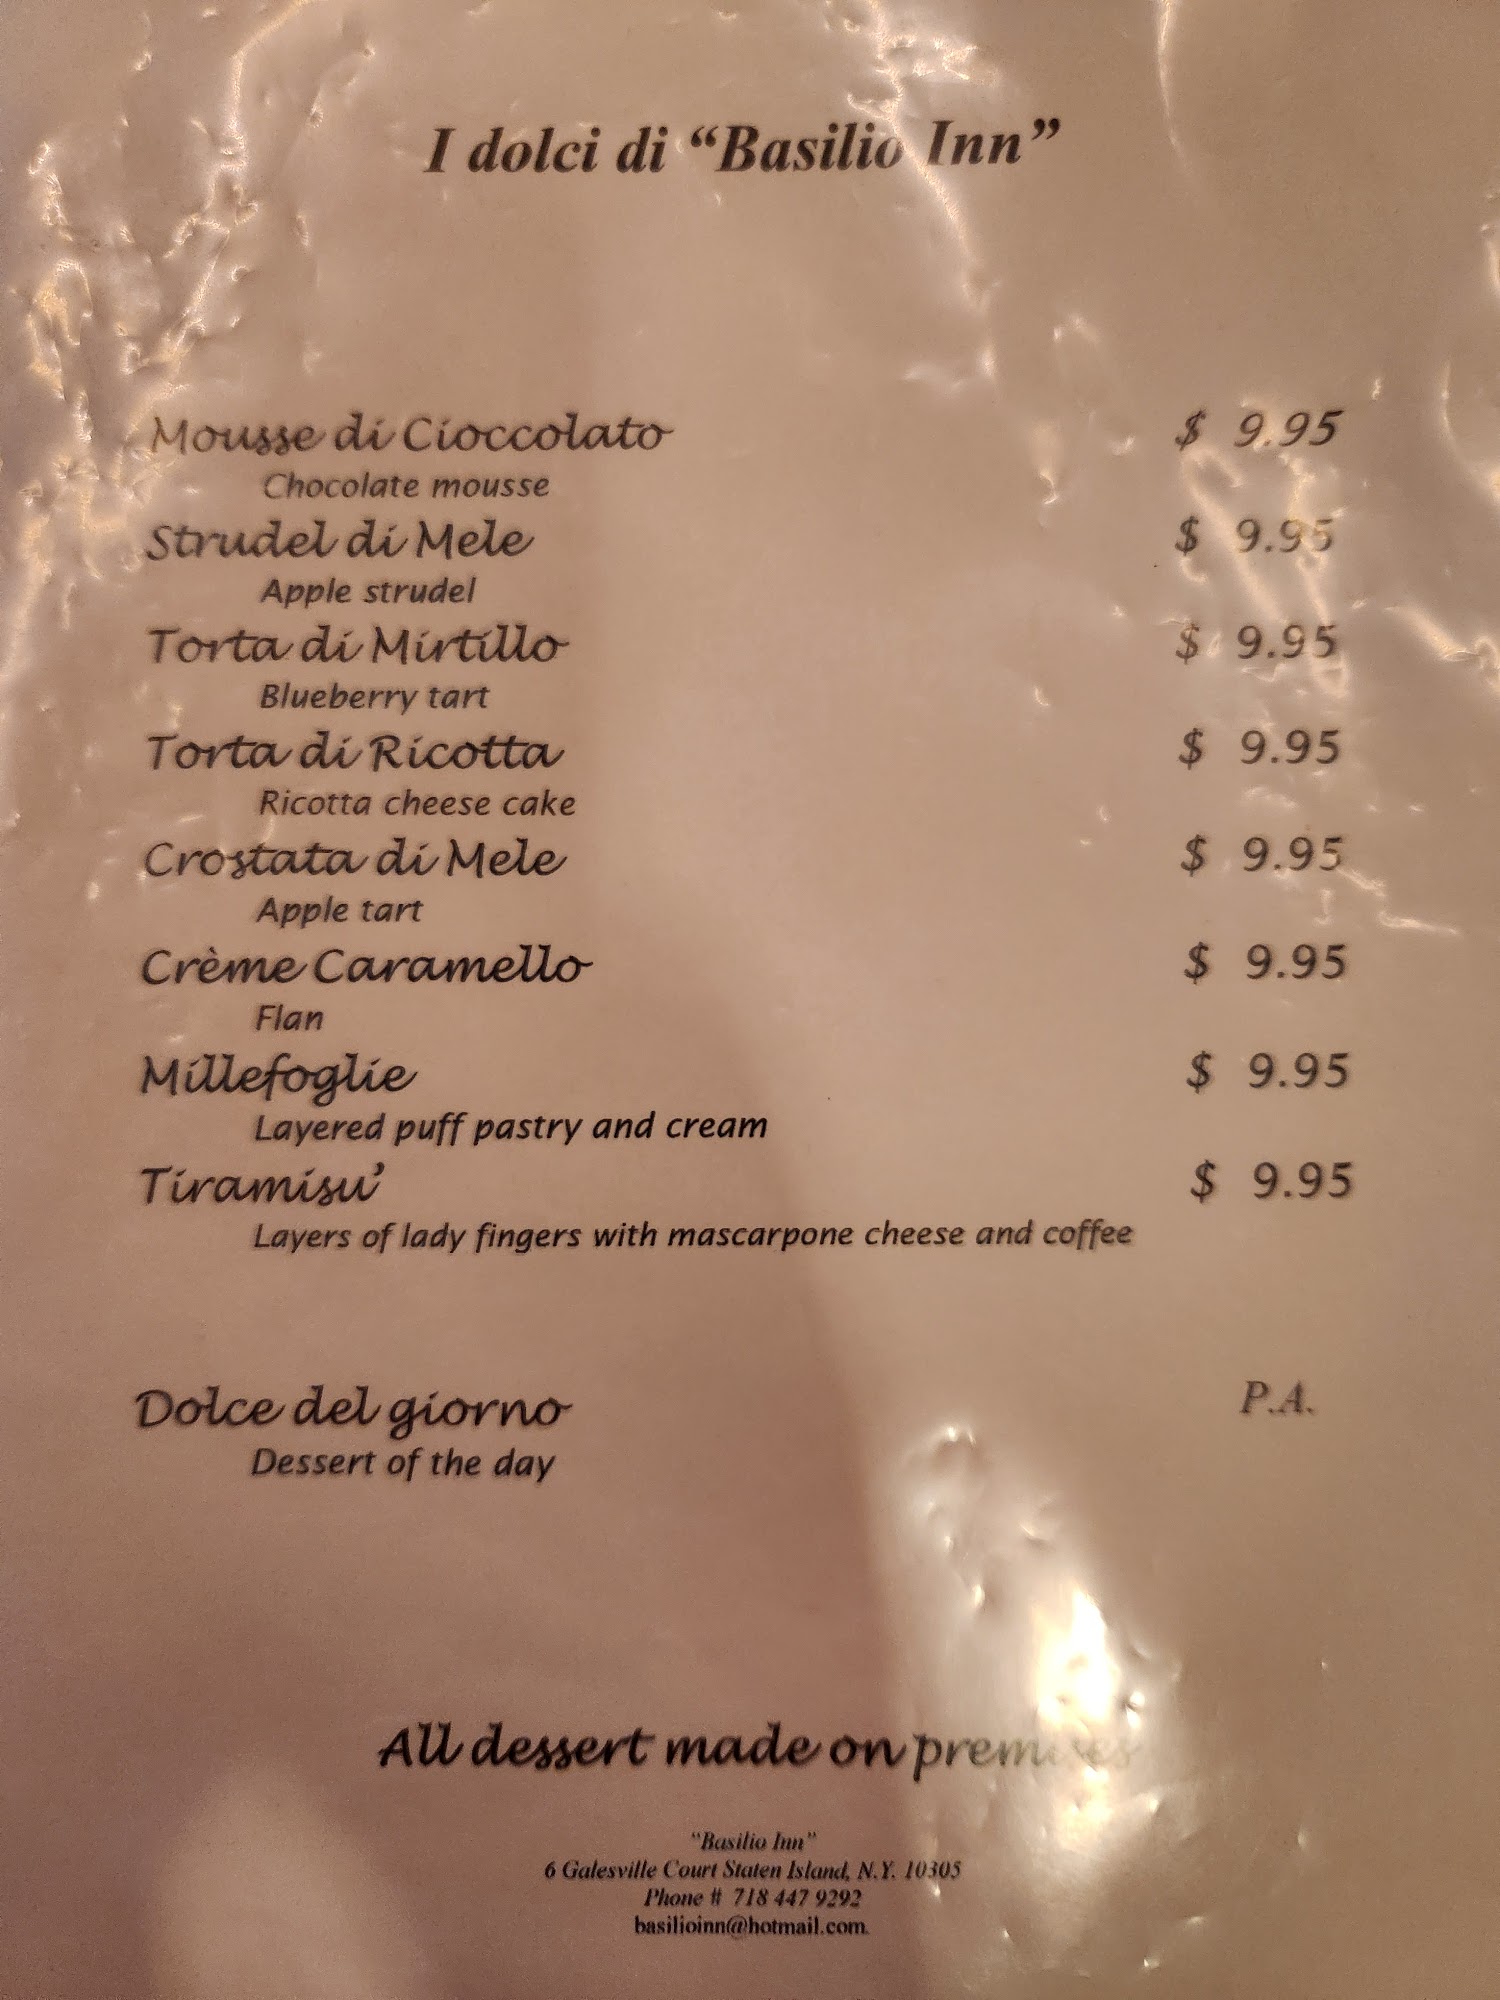 I dolci di “Basilio Inn”
Mousse di Cioccolato $ 9.95
Chocolate mousse
Strudel di Mele $ 9.95
Apple strudel
Torta di Mirtillo $ 9.95
Blueberry tart
Torta di Ricotta $ 9.95
Ricotta cheese cake
Crostata di Mele $ 9.95
Apple tart
Crème Caramello $ 9.95
Flan
Millefoglie $ 9.95
Layered puff pastry and cream
Tiramisu’ $ 9.95
Layers of lady fingers with mascarpone cheese and coffee
Dolce del giorno P.A.
Dessert of the day
All dessert made on premises
“Basilio Inn”
6 Galesville Court Staten Island, N.Y. 10305
Phone # 718 447 9292
basilioinn@hotmail.com.